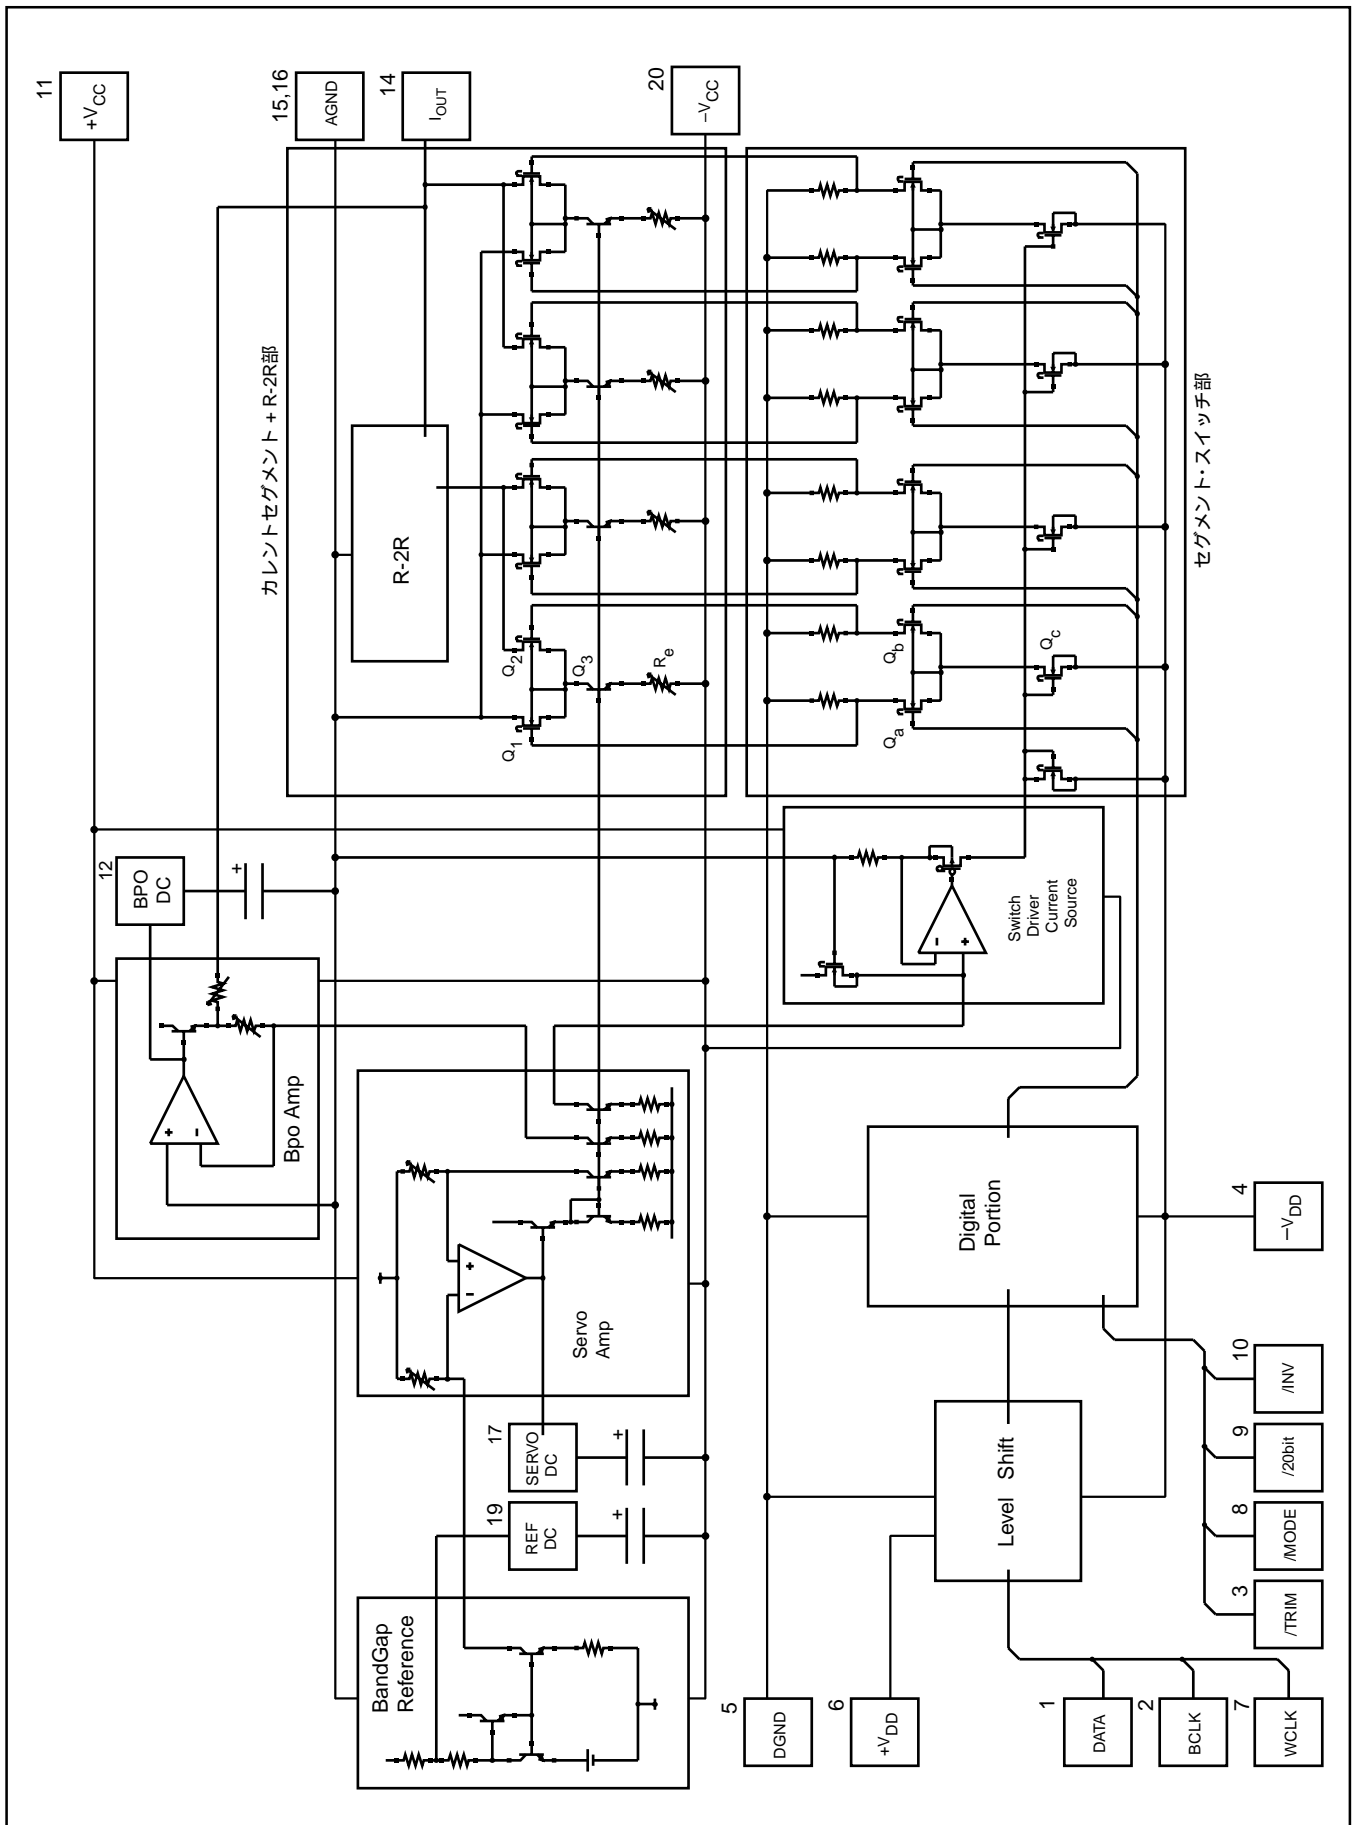 11
+VCC
15,16
AGND
14
IOUT
20
–VCC
カレントセグメント + R-2R部
R-2R
Q1
Q2
Q3
Re
セグメント・スイッチ部
Qa
Qb
Qc
12
BPO
DC
+
+
–
Bpo Amp
Switch
Driver
Current
Source
–
+
Servo
Amp
–
+
17
SERVO
DC
+
19
REF
DC
+
BandGap
Reference
Digital
Portion
4
–VDD
Level Shift
10
/INV
9
/20bit
8
/MODE
3
/TRIM
5
DGND
6
+VDD
1
DATA
2
BCLK
7
WCLK